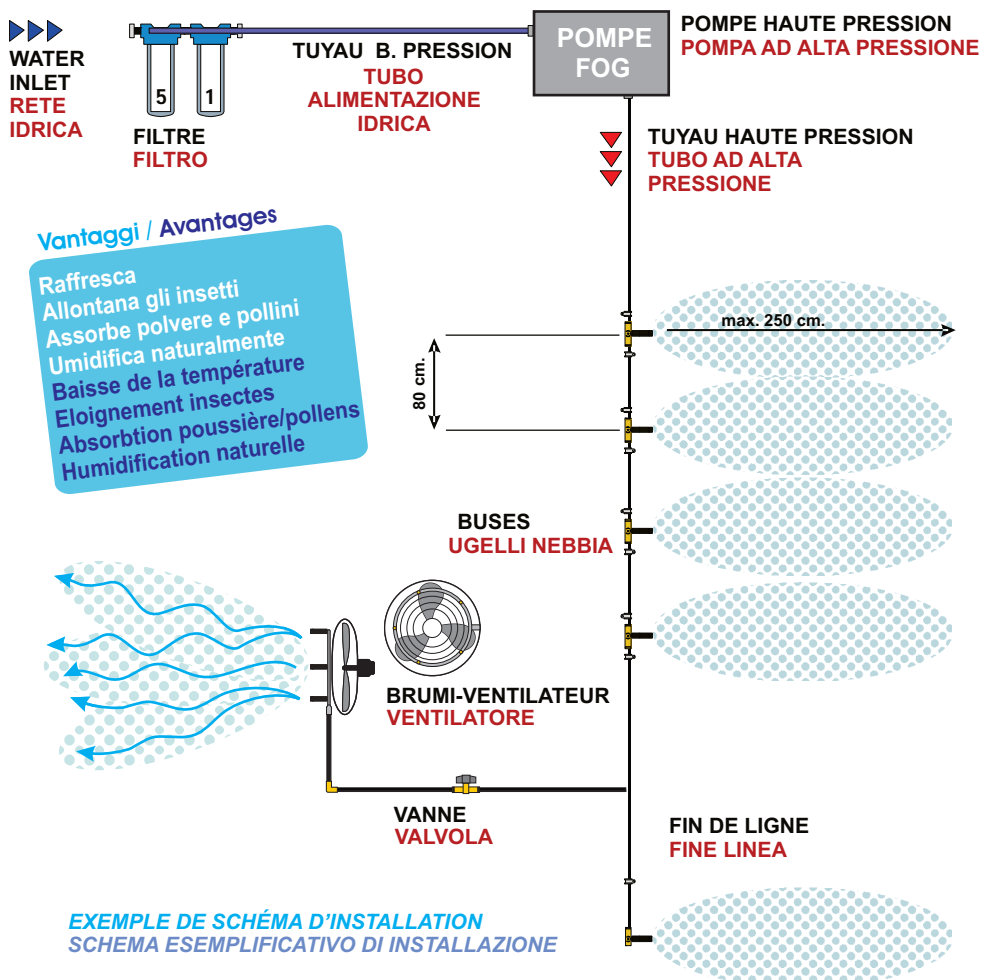 WATER
INLET
RETE
IDRICA
5
1
FILTRE
FILTRO
TUYAU B. PRESSION
TUBO
ALIMENTAZIONE
IDRICA
POMPE
FOG
POMPE HAUTE PRESSION
POMPA AD ALTA PRESSIONE
TUYAU HAUTE PRESSION
TUBO AD ALTA
PRESSIONE
Vantaggi / Avantages
Raffresca
Allontana gli insetti
Assorbe polvere e pollini
Umidifica naturalmente
Baisse de la température
Eloignement insectes
Absorbtion poussière/pollens
Humidification naturelle
max. 250 cm.
80 cm.
BUSES
UGELLI NEBBIA
BRUMI-VENTILATEUR
VENTILATORE
VANNE
VALVOLA
FIN DE LIGNE
FINE LINEA
EXEMPLE DE SCHÉMA D'INSTALLATION
SCHEMA ESEMPLIFICATIVO DI INSTALLAZIONE